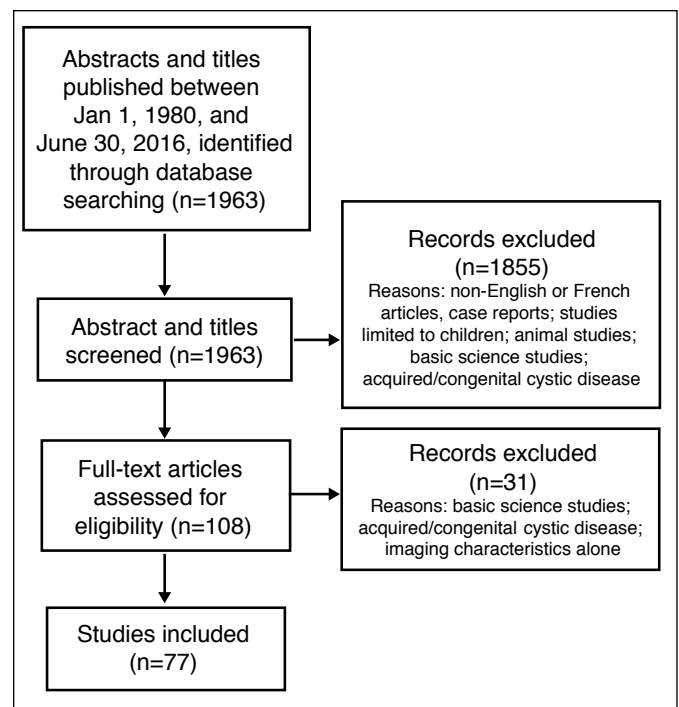 Abstracts and titles
published between
Jan 1, 1980, and
June 30, 2016, identified
through database
searching (n=1963)
Records excluded
(n=1855)
Reasons: non-English or French
articles, case reports; studies
limited to children; animal studies;
basic science studies;
acquired/congenital cystic disease
Abstract and titles
screened (n=1963)
Full-text articles
assessed for
eligibility (n=108)
Records excluded
(n=31)
Reasons: basic science studies;
acquired/congenital cystic disease;
imaging characteristics alone
Studies included
(n=77)